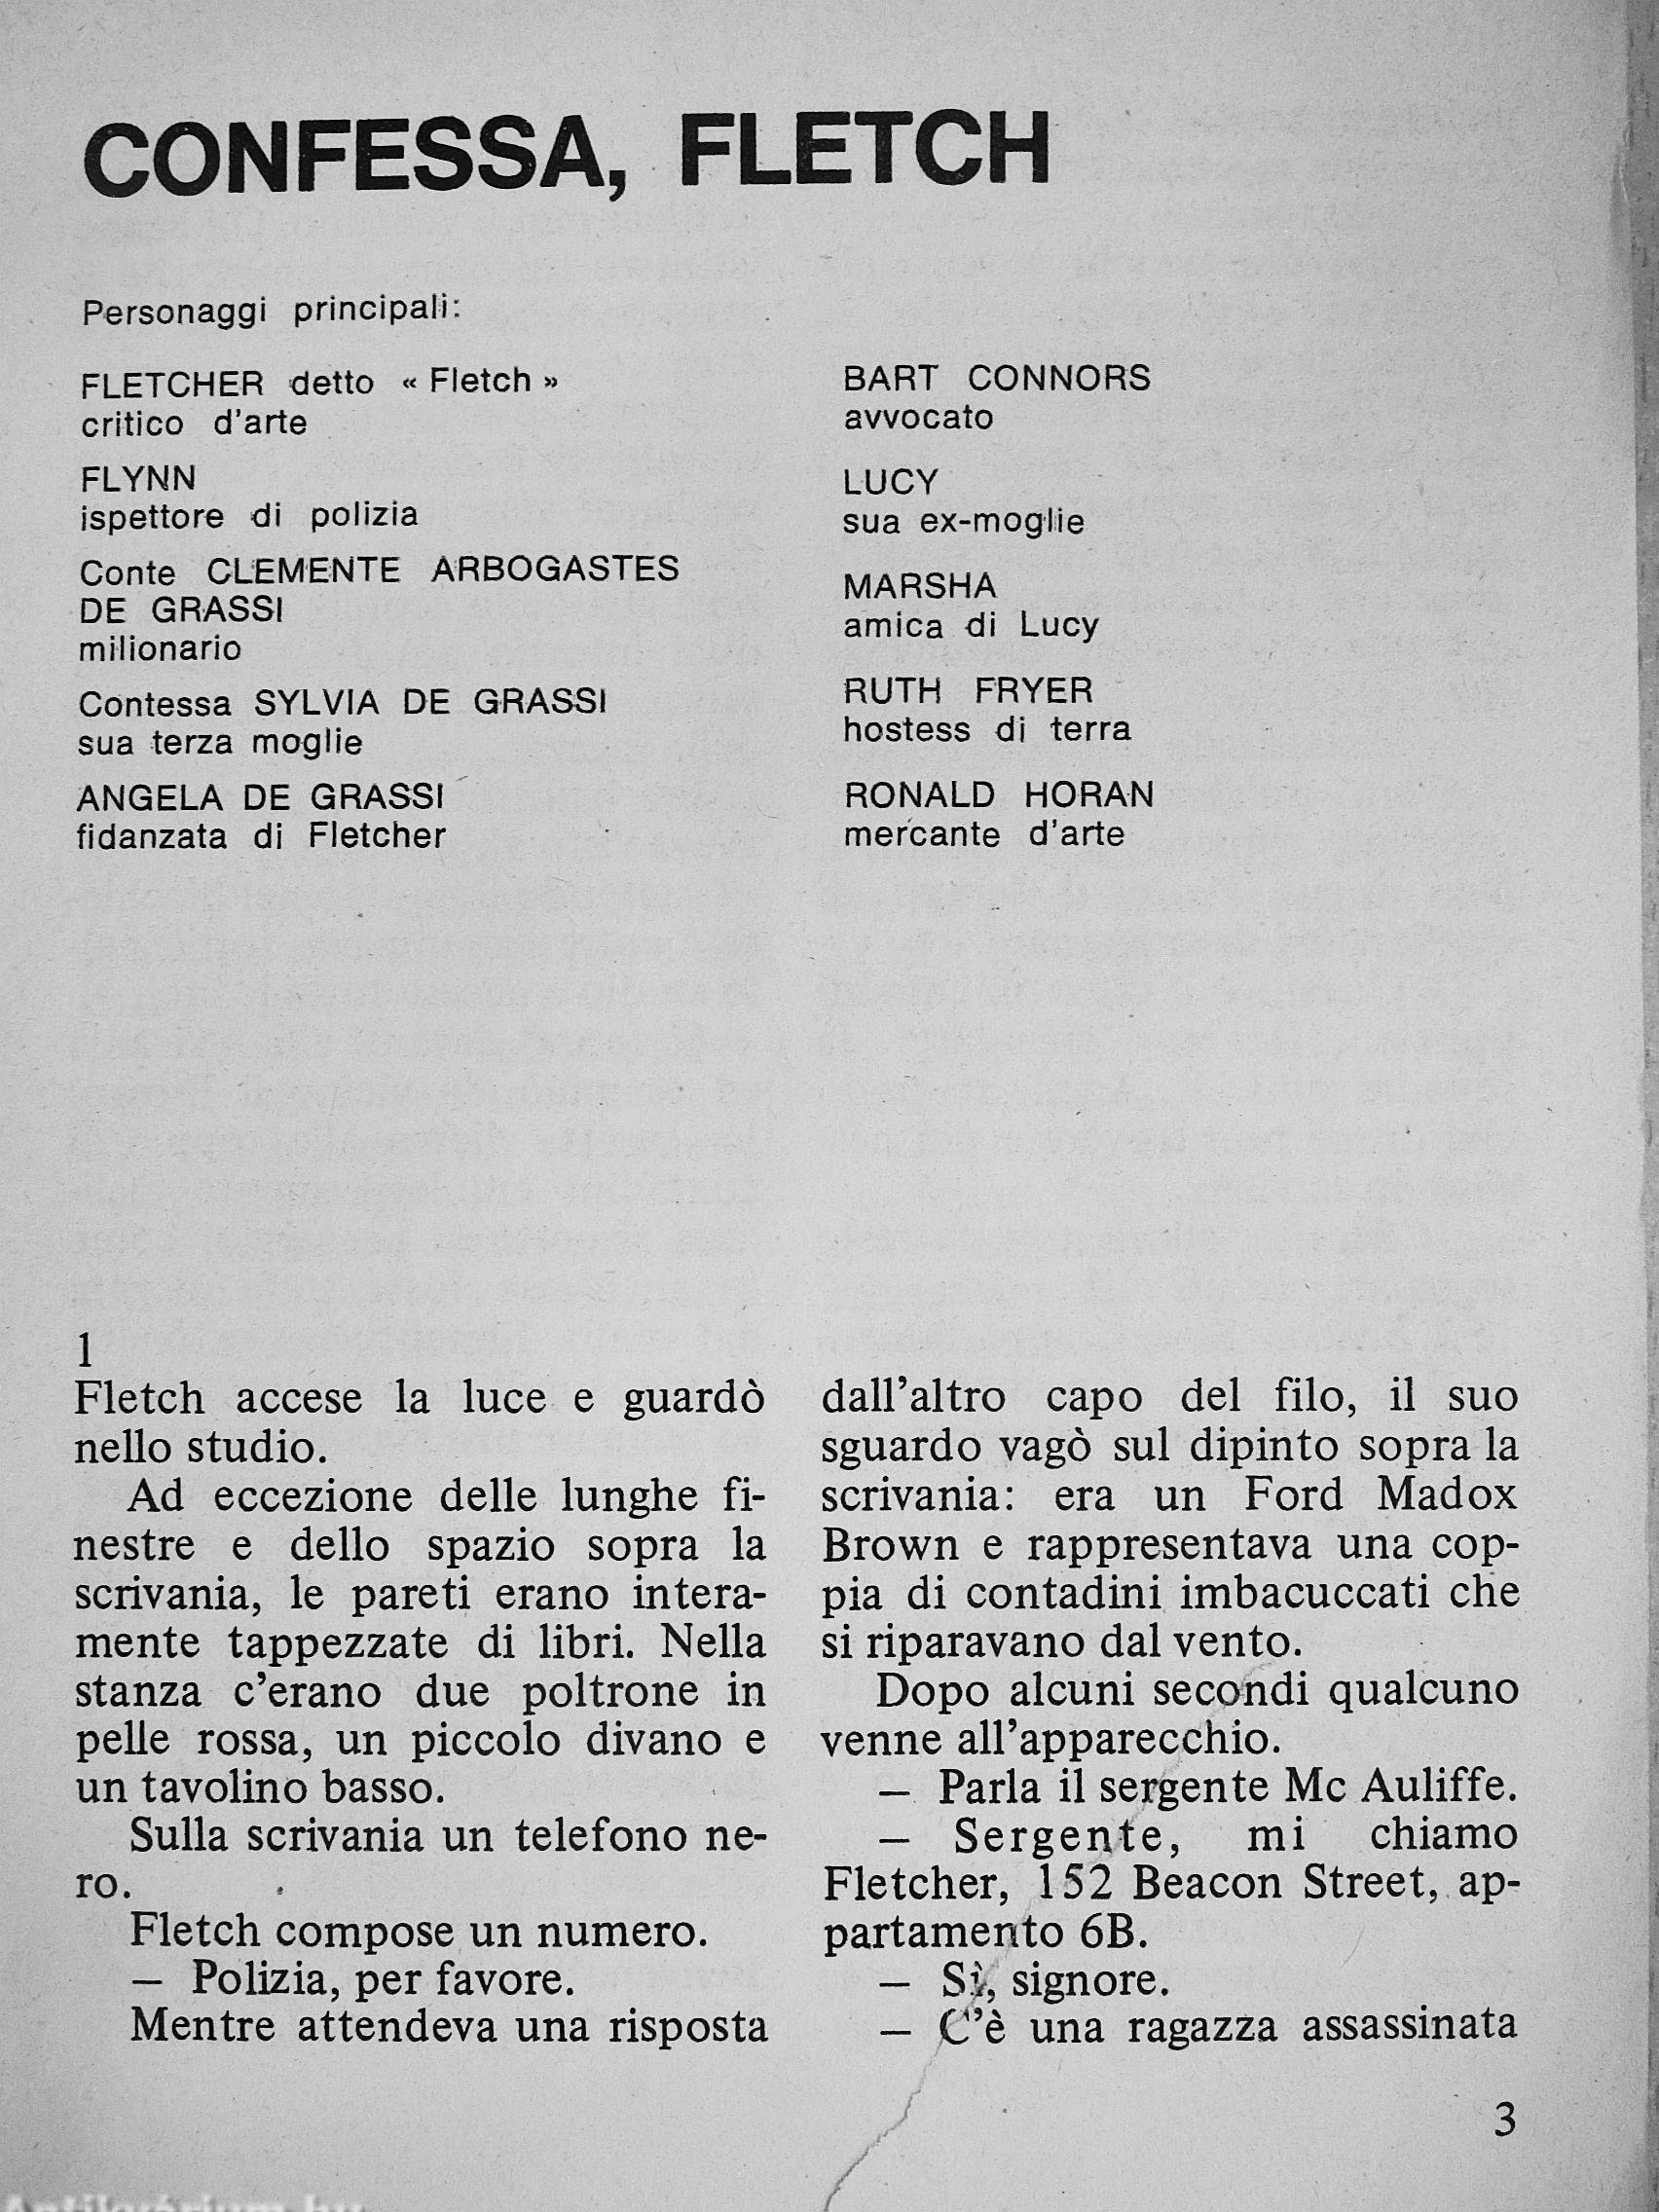 CONFESSA, FLETCH
Personaggi principali:
FLETCHER detto « Fletch »
critico d'arte
FLYNN
ispettore di polizia
Conte CLEMENTE ARBOGASTES
DE GRASSI
milionario
Contessa SYLVIA DE GRASSI
sua terza moglie
ANGELA DE GRASSI
fidanzata di Fletcher
BART CONNORS
avvocato
LUCY
sua ex-moglie
MARSHA
amica di Lucy
RUTH FRYER
hostess di terra
RONALD HORAN
mercante d'arte
1
Fletch accese la luce e guardò
nello studio.
Ad eccezione delle lunghe fi-
nestre e dello spazio sopra la
scrivania, le pareti erano intera-
mente tappezzate di libri. Nella
stanza c'erano due poltrone in
pelle rossa, un piccolo divano e
un tavolino basso.
Sulla scrivania un telefono ne-
ro.
Fletch compose un numero.
— Polizia, per favore.
Mentre attendeva una risposta
dall'altro capo del filo, il suo
sguardo vagò sul dipinto sopra la
scrivania: era un Ford Madox
Brown e rappresentava una cop-
pia di contadini imbacuccati che
si riparavano dal vento.
Dopo alcuni secondi qualcuno
venne all'apparecchio.
— Parla il sergente Mc Auliffe.
— Sergente, mi chiamo
Fletcher, 152 Beacon Street, ap-
partamento 6B.
— Sì, signore.
— C'è una ragazza assassinata
3